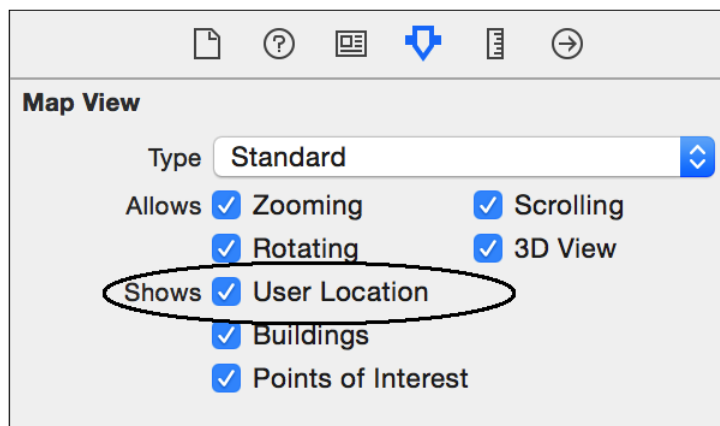 Map View
Type Standard
Allows Zooming Scrolling
Rotating 3D View
Shows User Location
Buildings
Points of Interest